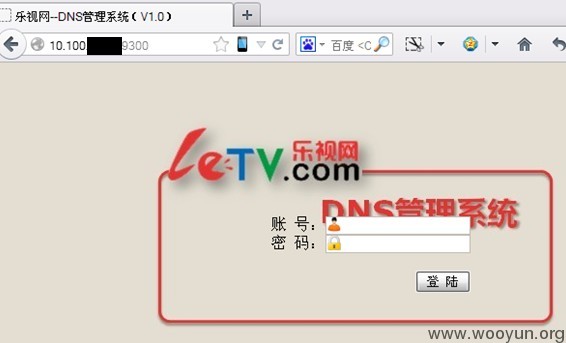 乐视网--DNS管理系统（V1.0）
10.100. 9300
百度 <C
LeTV 乐视网
.com
DNS管理系统
账 号:
密 码:
登 陆
www.wooyun.org